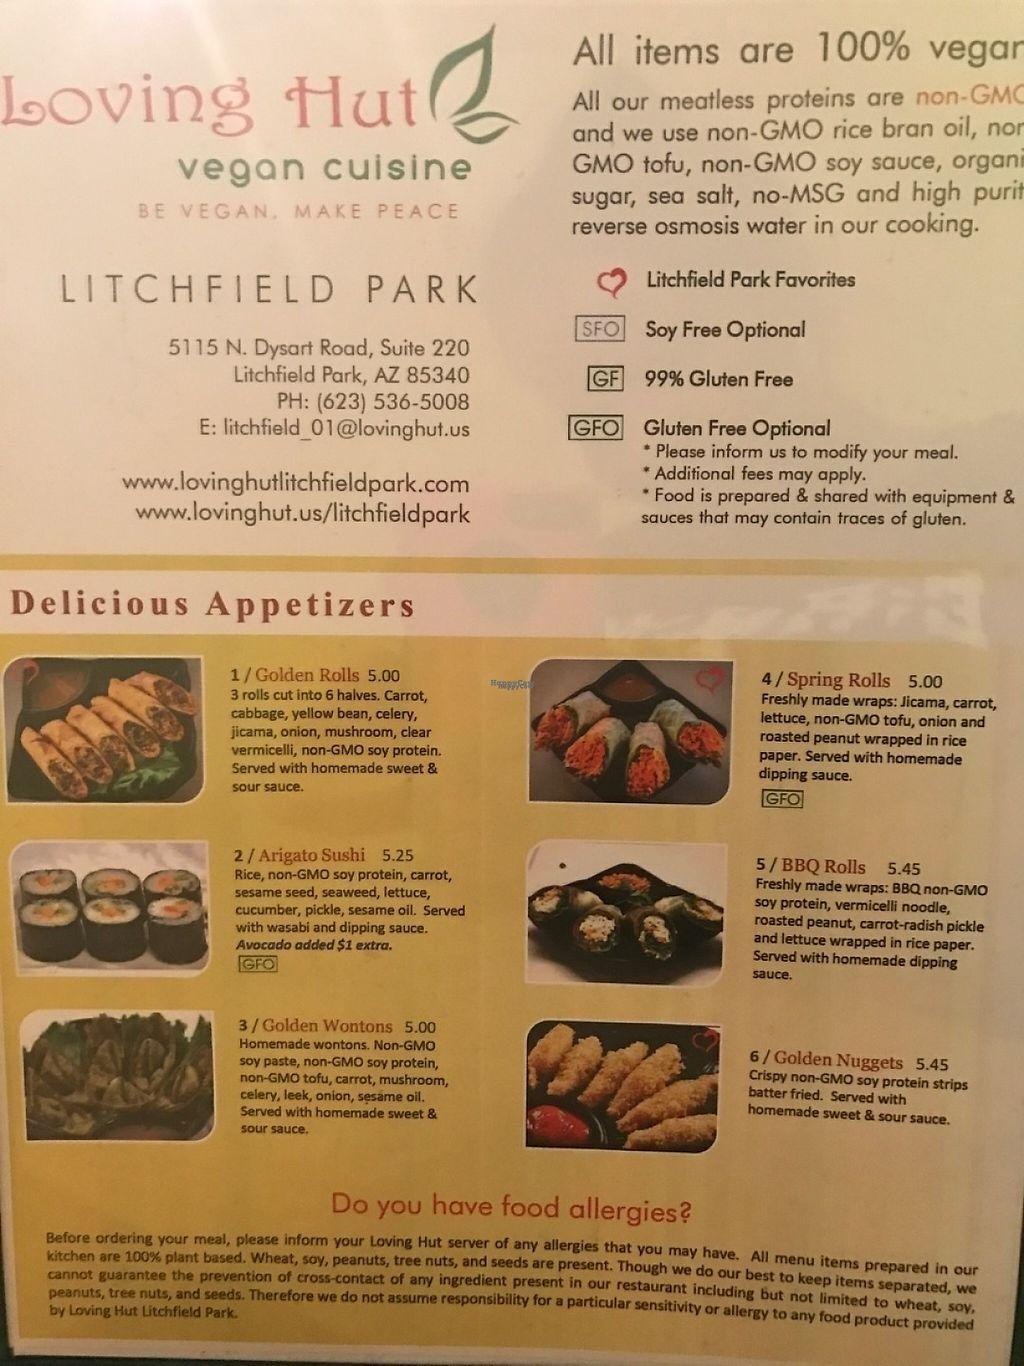 Loving Hut
vegan cuisine
BE VEGAN, MAKE PEACE
LITCHFIELD PARK
5115 N. Dysart Road, Suite 220
Litchfield Park, AZ 85340
PH: (623) 536-5008
E: litchfield_01@lovinghut.us
www.lovinghutlitchfieldpark.com
www.lovinghut.us/litchfieldpark
All items are 100% vegan
All our meatless proteins are non-GMO
and we use non-GMO rice bran oil, non
GMO tofu, non-GMO soy sauce, organi
sugar, sea salt, no-MSG and high purit
reverse osmosis water in our cooking.
Litchfield Park Favorites
SFO Soy Free Optional
GF 99% Gluten Free
GFO Gluten Free Optional
* Please inform us to modify your meal.
* Additional fees may apply.
* Food is prepared & shared with equipment &
sauces that may contain traces of gluten.
Delicious Appetizers
1 / Golden Rolls 5.00
3 rolls cut into 6 halves. Carrot,
cabbage, yellow bean, celery,
jicama, onion, mushroom, clear
vermicelli, non-GMO soy protein.
Served with homemade sweet &
sour sauce.
2 / Arigato Sushi 5.25
Rice, non-GMO soy protein, carrot,
sesame seed, seaweed, lettuce,
cucumber, pickle, sesame oil. Served
with wasabi and dipping sauce.
Avocado added $1 extra.
GFO
3 / Golden Wontons 5.00
Homemade wontons. Non-GMO
soy paste, non-GMO soy protein,
non-GMO tofu, carrot, mushroom,
celery, leek, onion, sesame oil.
Served with homemade sweet &
sour sauce.
4 / Spring Rolls 5.00
Freshly made wraps: Jicama, carrot,
lettuce, non-GMO tofu, onion and
roasted peanut wrapped in rice
paper. Served with homemade
dipping sauce.
GFO
5 / BBQ Rolls 5.45
Freshly made wraps: BBQ non-GMO
soy protein, vermicelli noodle,
roasted peanut, carrot-radish pickle
and lettuce wrapped in rice paper.
Served with homemade dipping
sauce.
6 / Golden Nuggets 5.45
Crispy non-GMO soy protein strips
batter fried. Served with
homemade sweet & sour sauce.
Do you have food allergies?
Before ordering your meal, please inform your Loving Hut server of any allergies that you may have. All menu items prepared in our
kitchen are 100% plant based. Wheat, soy, peanuts, tree nuts, and seeds are present. Though we do our best to keep items separated, we
cannot guarantee the prevention of cross-contact of any ingredient present in our restaurant including but not limited to wheat, soy,
peanuts, tree nuts, and seeds. Therefore we do not assume responsibility for a particular sensitivity or allergy to any food product provided
by Loving Hut Litchfield Park.